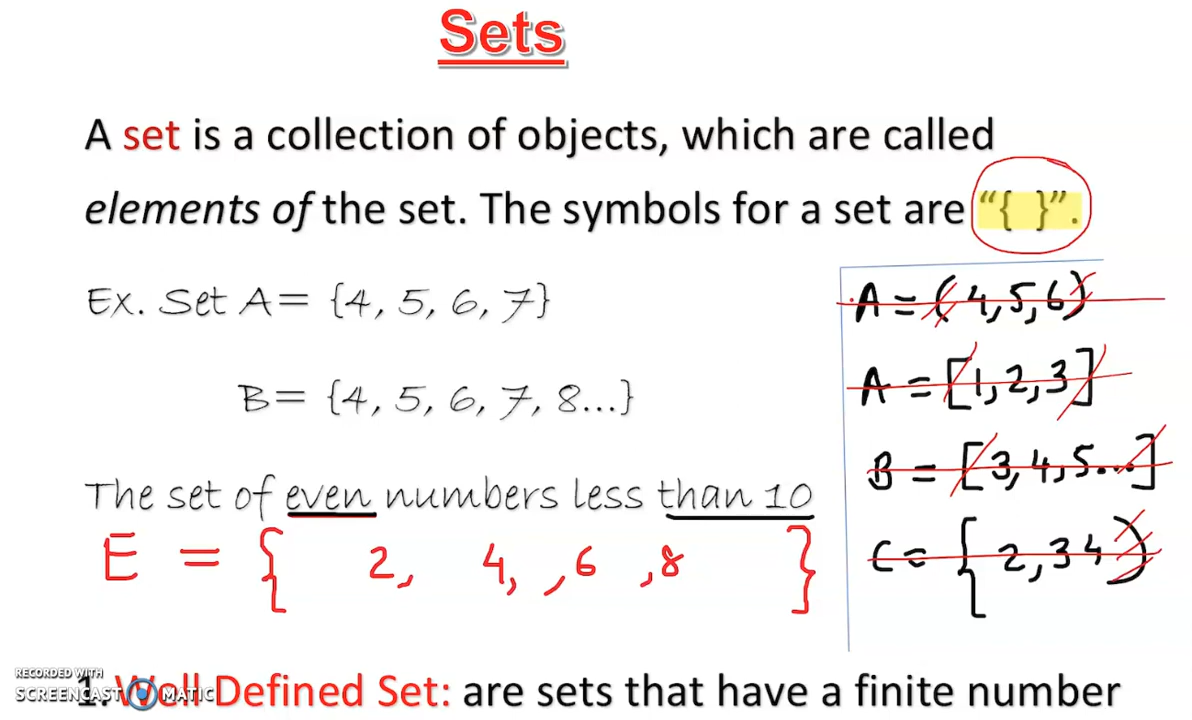 Sets
A set is a collection of objects, which are called
elements of the set. The symbols for a set are “{ }”.
Ex. Set A= {4, 5, 6, 7}
B= {4, 5, 6, 7, 8...}
The set of even numbers less than 10
E = { 2, 4, ,6 ,8 }
A = (4,5,6)
A = [1,2,3]
B = [3,4,5...]
C = {2,34)
RECORDED WITH
SCREENCAST MATIC
1. Well-Defined Set: are sets that have a finite number